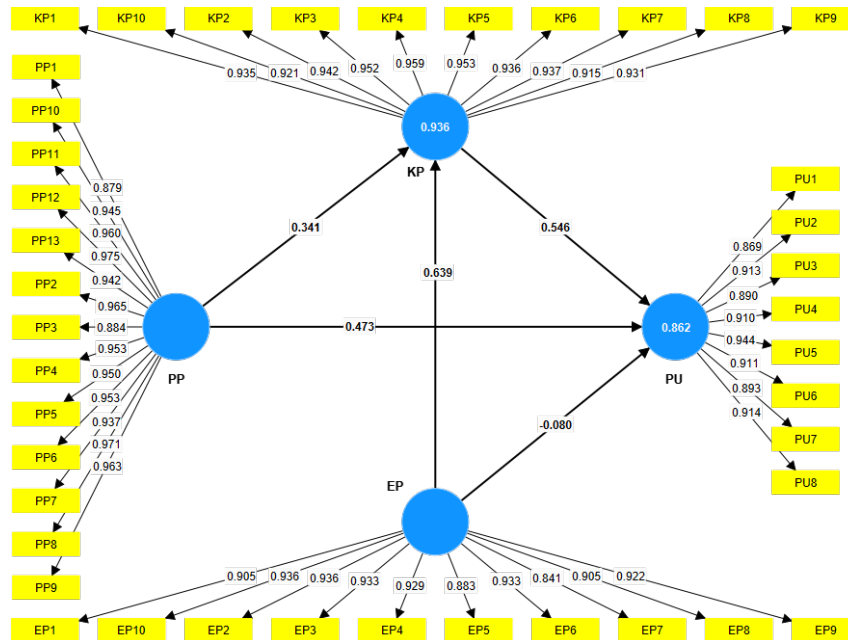 KP1 KP10 KP2 KP3 KP4 KP5 KP6 KP7 KP8 KP9
0.935 0.921 0.942 0.952 0.959 0.953 0.936 0.937 0.915 0.931
0.936
KP
PP1
PP10
PP11
PP12
PP13
PP2
PP3
PP4
PP5
PP6
PP7
PP8
PP9
0.879
0.945
0.960
0.975
0.942
0.965
0.884
0.953
0.950
0.953
0.937
0.971
0.963
PP
0.341
0.639
0.546
0.473
-0.080
0.862
PU
0.869
0.913
0.890
0.910
0.944
0.911
0.893
0.914
PU1
PU2
PU3
PU4
PU5
PU6
PU7
PU8
EP
0.905 0.936 0.936 0.933 0.929 0.883 0.933 0.841 0.905 0.922
EP1 EP10 EP2 EP3 EP4 EP5 EP6 EP7 EP8 EP9